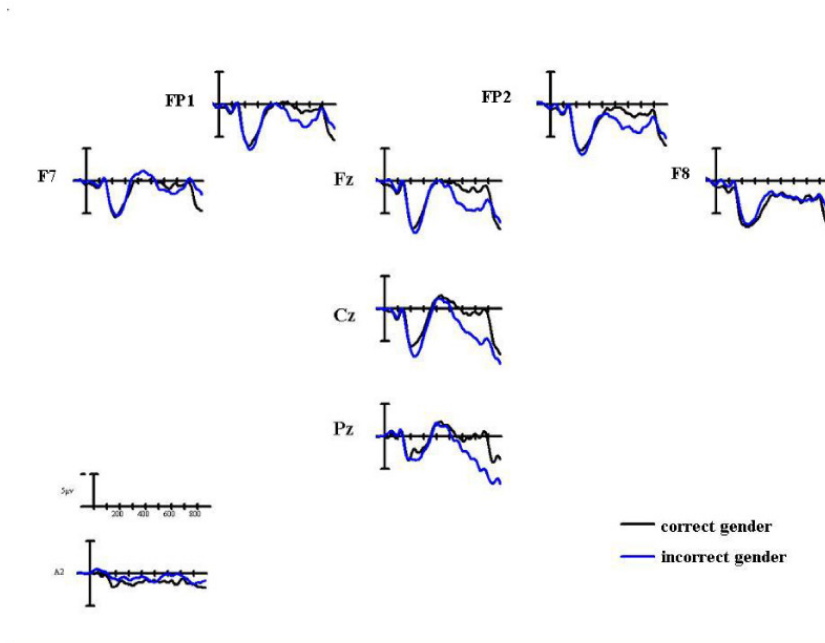 FP1
FP2
F7
Fz
F8
Cz
Pz
5µv
200 400 600 800
A2
correct gender
incorrect gender